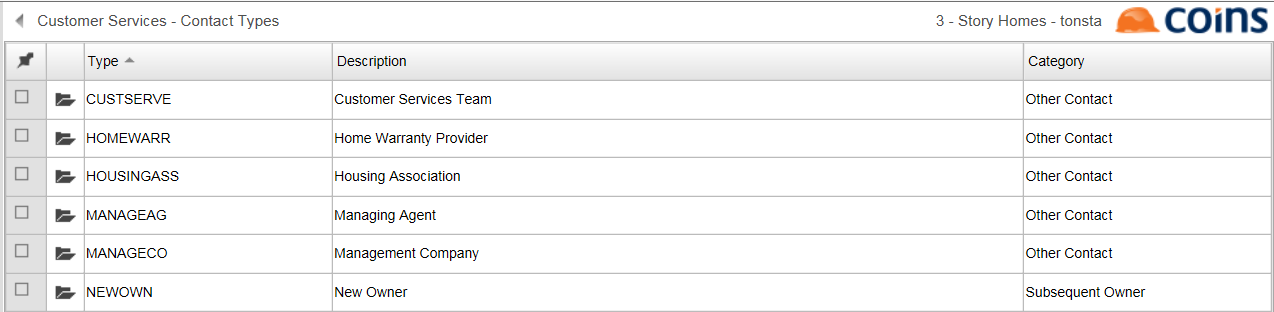 Customer Services - Contact Types 3 - Story Homes - tonsta coins
Type Description Category
CUSTSERVE Customer Services Team Other Contact
HOMEWARR Home Warranty Provider Other Contact
HOUSINGASS Housing Association Other Contact
MANAGEAG Managing Agent Other Contact
MANAGECO Management Company Other Contact
NEWOWN New Owner Subsequent Owner